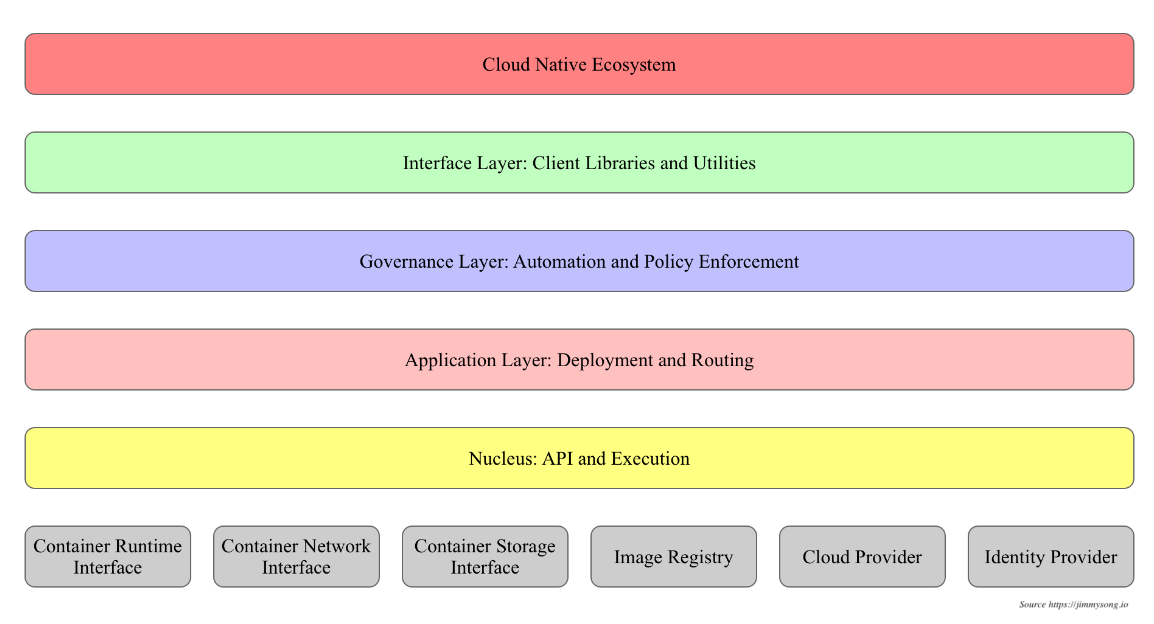 Cloud Native Ecosystem
Interface Layer: Client Libraries and Utilities
Governance Layer: Automation and Policy Enforcement
Application Layer: Deployment and Routing
Nucleus: API and Execution
Container Runtime
Interface
Container Network
Interface
Container Storage
Interface
Image Registry
Cloud Provider
Identity Provider
Source https://jimmysong.io